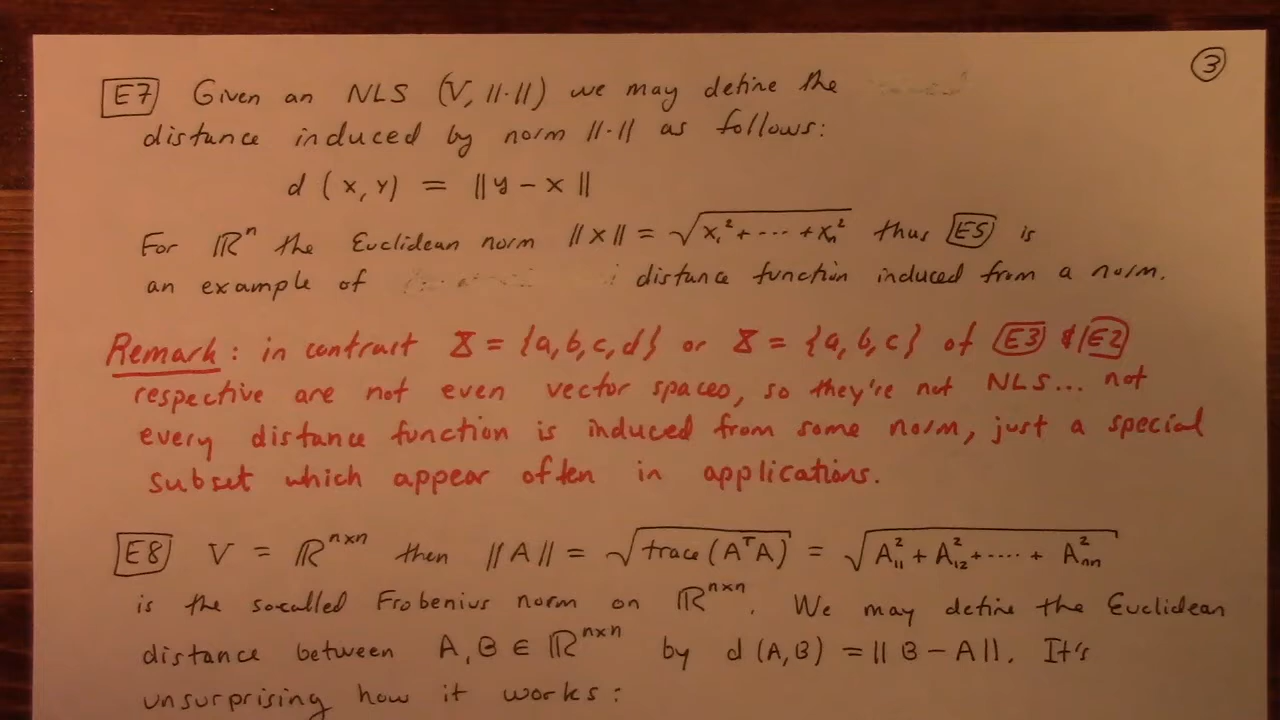 ③
E7 Given an NLS (V, ||·||) we may define the
distance induced by norm ||·|| as follows:
d(x, y) = ||y - x||
For ℝⁿ the Euclidean norm ||x|| = √(x₁² + ···· + xₙ²) thus E5 is
an example of distance function induced from a norm.
Remark: in contrast X = {a, b, c, d} or X = {a, b, c} of E3 & E2
respective are not even vector spaces, so they're not NLS... not
every distance function is induced from some norm, just a special
subset which appear often in applications.
E8 V = ℝⁿˣⁿ then ||A|| = √(trace(AᵀA)) = √(A₁₁² + A₁₂² + ····· + Aₙₙ²)
is the so called Frobenius norm on ℝⁿˣⁿ. We may define the Euclidean
distance between A, B ∈ ℝⁿˣⁿ by d(A, B) = ||B - A||. It's
unsurprising how it works: